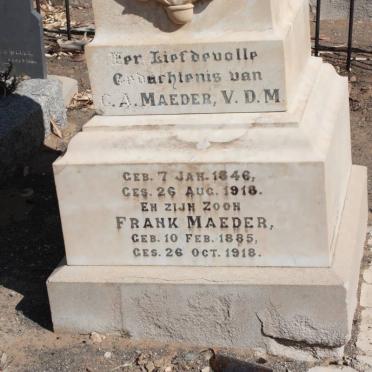 Ter Liefdevolle
Gedachtenis van
G.A. MAEDER, V.D.M
GEB. 7 JAN. 1846,
GES. 26 AUG. 1918.
EN ZIJN ZOON
FRANK MAEDER,
GEB. 10 FEB. 1885,
GES. 26 OCT. 1918.